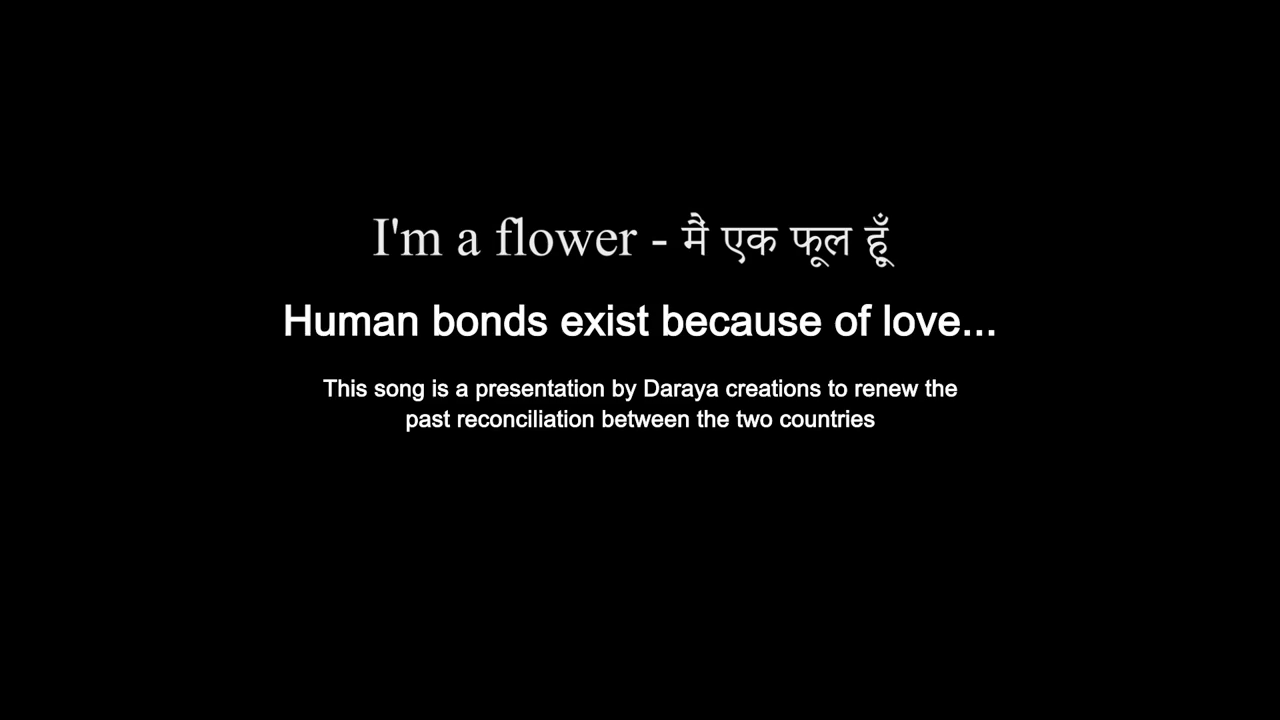 I'm a flower - मैं एक फूल हूँ
Human bonds exist because of love...
This song is a presentation by Daraya creations to renew the
past reconciliation between the two countries